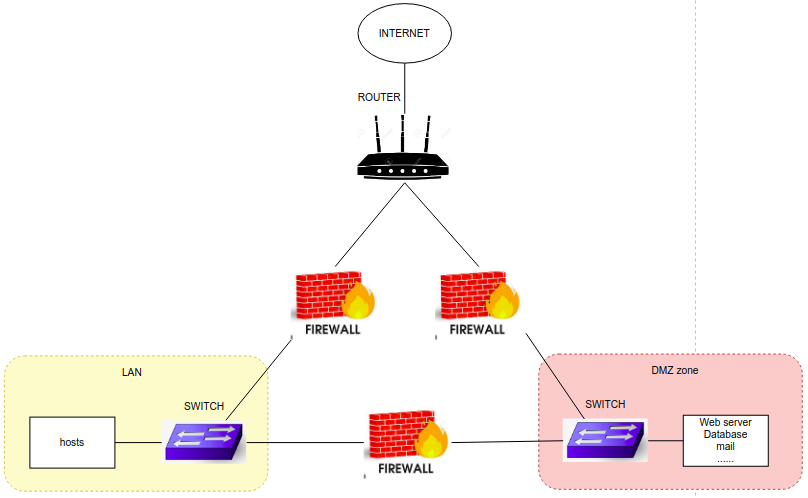 INTERNET
ROUTER
FIREWALL
FIREWALL
LAN
DMZ zone
SWITCH
SWITCH
hosts
Web server
Database
mail
......
FIREWALL